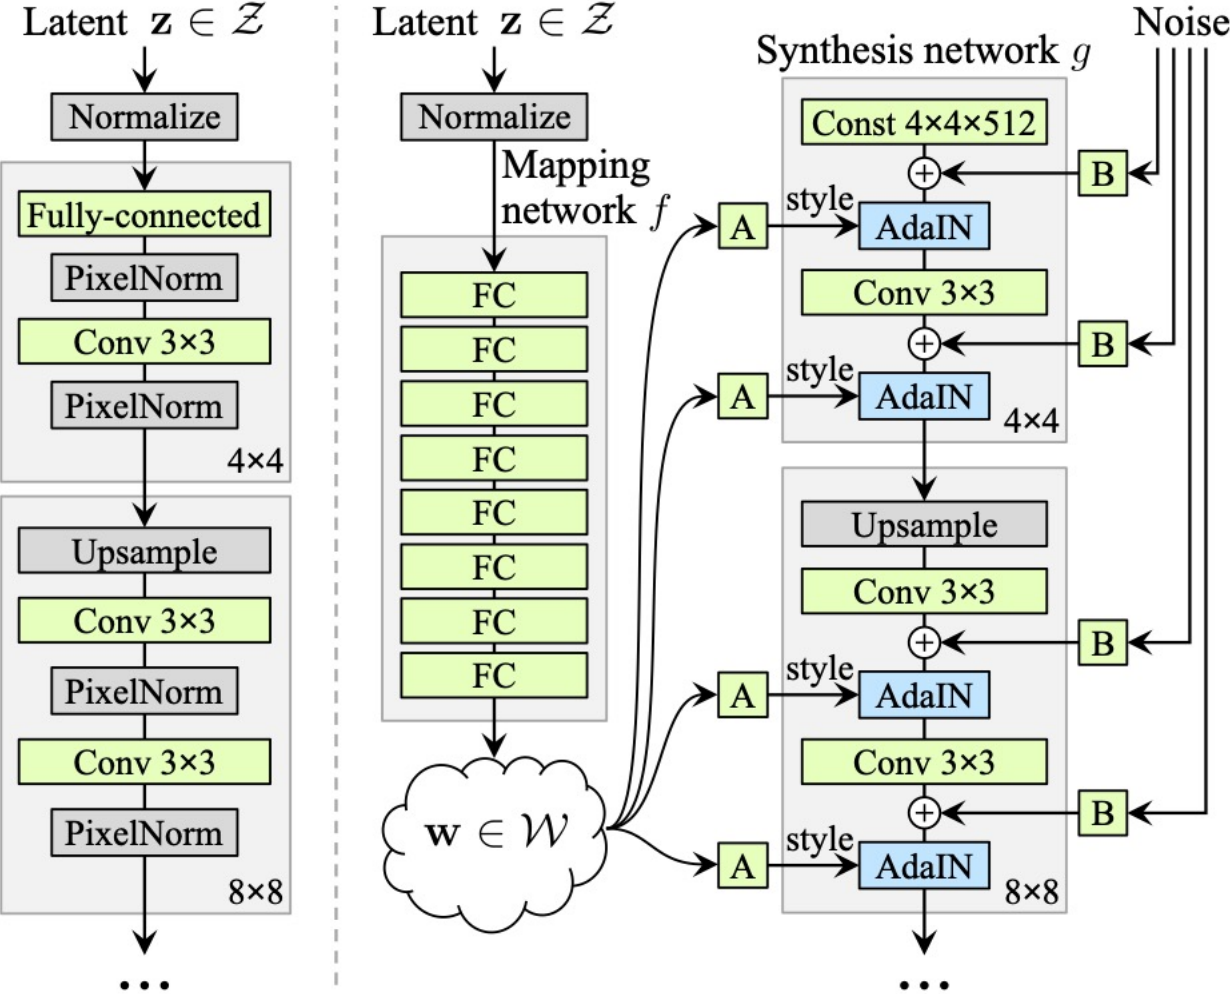 Latent z ∈ 𝒵
Normalize
Fully-connected
PixelNorm
Conv 3×3
PixelNorm
4×4
Upsample
Conv 3×3
PixelNorm
Conv 3×3
PixelNorm
8×8
...
Latent z ∈ 𝒵
Normalize
Mapping
network f
FC
FC
FC
FC
FC
FC
FC
FC
w ∈ 𝒲
A
A
A
A
style
style
style
style
Synthesis network g
Const 4×4×512
+
AdaIN
Conv 3×3
+
AdaIN
4×4
Upsample
Conv 3×3
+
AdaIN
Conv 3×3
+
AdaIN
8×8
...
Noise
B
B
B
B